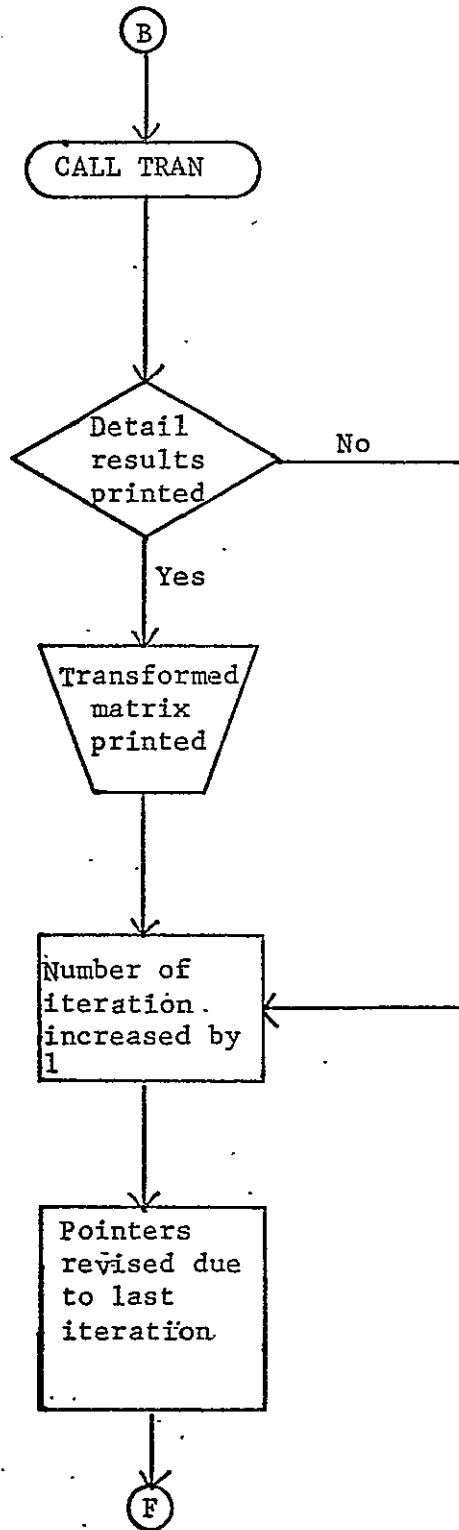 B
CALL TRAN
Detail
results
printed
No
Yes
Transformed
matrix
printed
Number of
iteration.
increased by
1
Pointers
revised due
to last
iteration
F